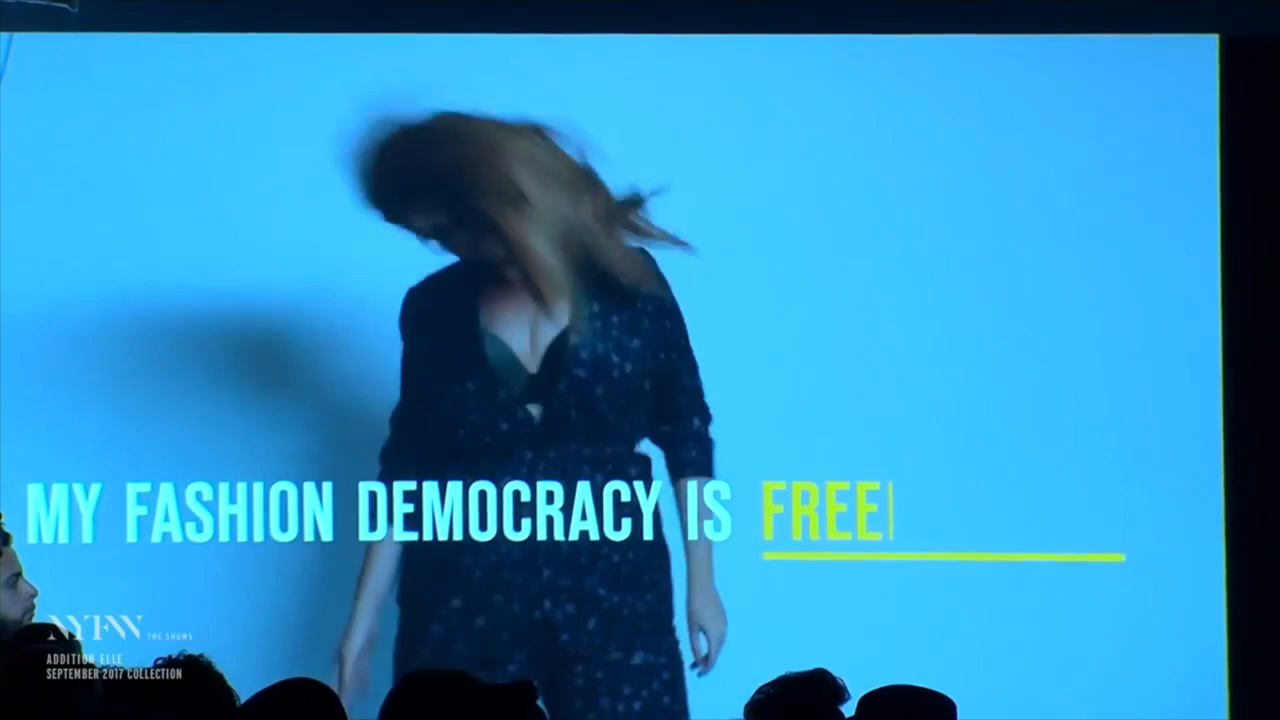 MY FASHION DEMOCRACY IS FREE
NYFW THE SHOWS
ADDITION ELLE
SEPTEMBER 2017 COLLECTION